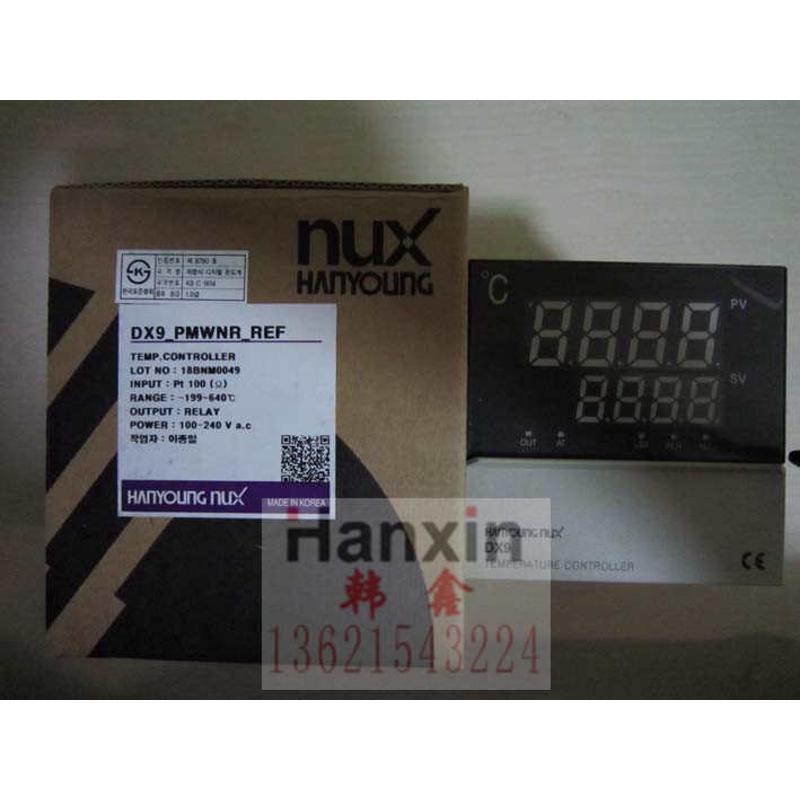 nux
HANYOUNG
DX9_PMWNR_REF
TEMP.CONTROLLER
LOT NO : 18BNM0049
INPUT: Pt 100 (Ω)
RANGE: -199~640℃
OUTPUT: RELAY
POWER: 100-240 V a.c
작업자: 이종일
HANYOUNG nux
MADE IN KOREA
℃
PV
SV
OUT AT
HANYOUNG nux
DX9
TEMPERATURE CONTROLLER
CE
Hanxin
韩鑫
13621543224